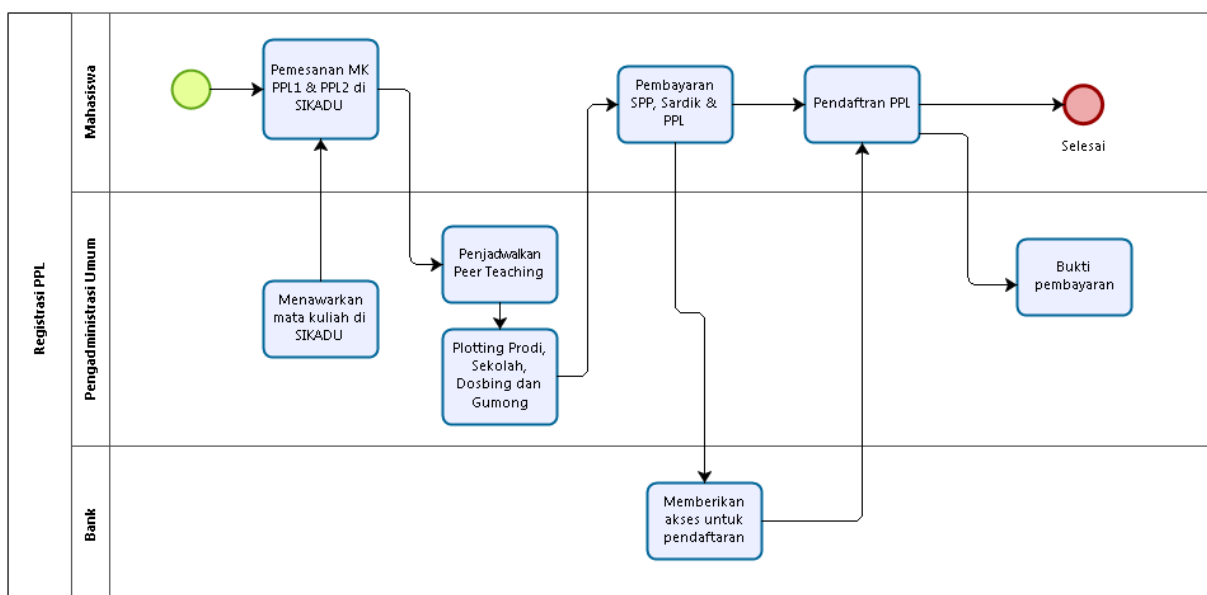 Registrasi PPL
Mahasiswa
Pemesanan MK
PPL1 & PPL2 di
SIKADU
Pembayaran
SPP, Sardik &
PPL
Pendaftran PPL
Selesai
Pengadministrasi Umum
Menawarkan
mata kuliah di
SIKADU
Penjadwalkan
Peer Teaching
Plotting Prodi,
Sekolah,
Dosbing dan
Gumong
Bukti
pembayaran
Bank
Memberikan
akses untuk
pendaftaran